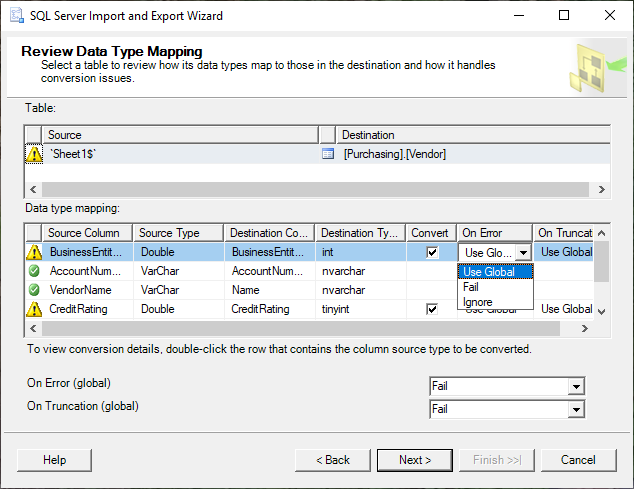 SQL Server Import and Export Wizard
Review Data Type Mapping
Select a table to review how its data types map to those in the destination and how it handles
conversion issues.
Table:
Source Destination
`Sheet1$` [Purchasing].[Vendor]
Data type mapping:
Source Column Source Type Destination Co... Destination Ty... Convert On Error On Truncat
BusinessEntit... Double BusinessEntit... int Use Glo... Use Global
AccountNum... VarChar AccountNum... nvarchar Use Global
VendorName VarChar Name nvarchar Fail
CreditRating Double CreditRating tinyint Ignore Use Global
To view conversion details, double-click the row that contains the column source type to be converted.
On Error (global) Fail
On Truncation (global) Fail
Help < Back Next > Finish >>| Cancel